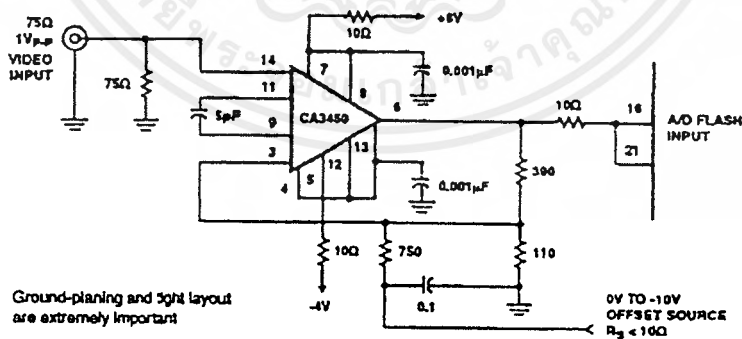 75Ω
1Vp-p
VIDEO
INPUT
75Ω
14
11
5pF
9
3
4
5
12
13
7
8
6
CA3450
10Ω
+8V
0.001µF
0.001µF
10Ω
-4V
750
0.1
390
110
10Ω
16
21
A/D FLASH
INPUT
0V TO -10V
OFFSET SOURCE
RS < 10Ω
Ground-planing and tight layout
are extremely important